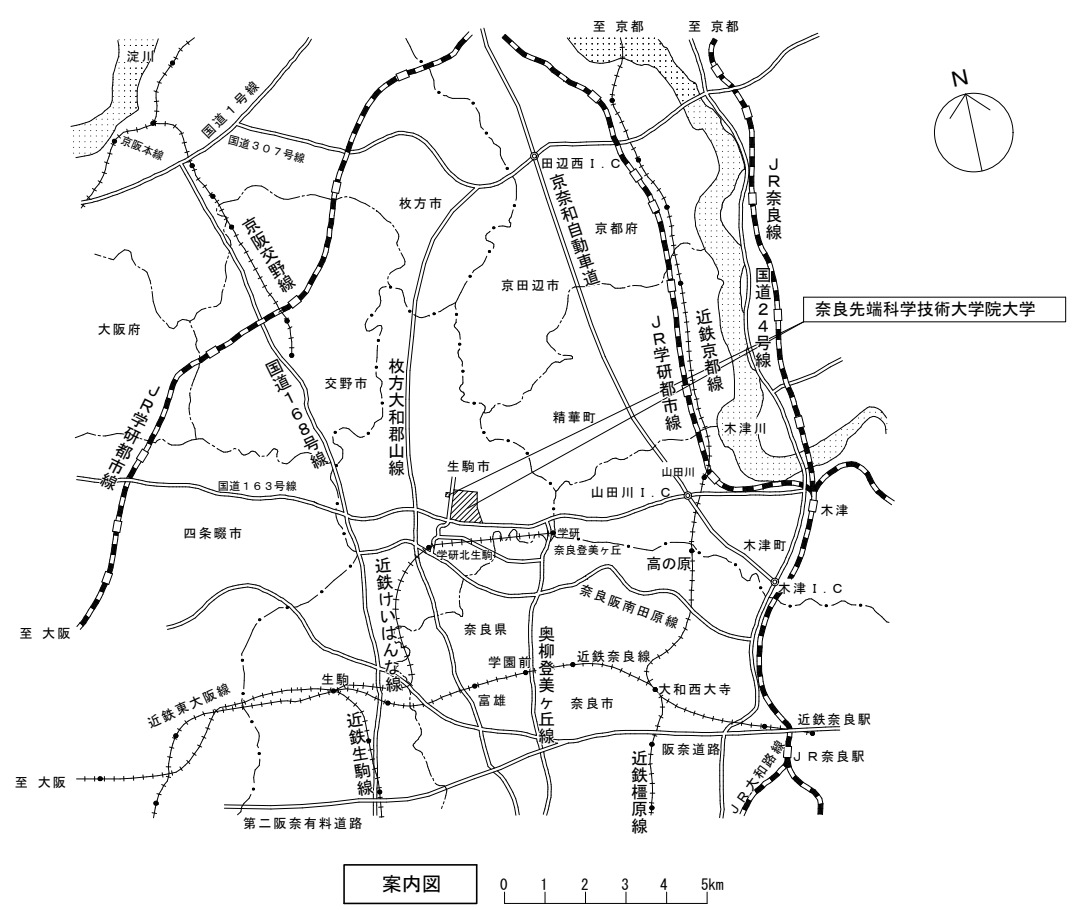 至 京都
至 京都
淀川
国道1号線
京阪本線
国道307号線
田辺西I.C
N
JR奈良線
枚方市
京都府
京阪交野線
京奈和自動車道
京田辺市
国道24号線
奈良先端科学技術大学院大学
大阪府
近鉄京都線
JR学研都市線
国道168号線
交野市
枚方大和郡山線
JR学研都市線
精華町
木津川
生駒市
山田川
国道163号線
山田川I.C
木津
四条畷市
学研
奈良登美ヶ丘
学研北生駒
木津町
高の原
木津I.C
近鉄けいはんな線
奈良阪南田原線
至 大阪
奈良県
奥柳登美ヶ丘線
学園前
近鉄奈良線
生駒
大和西大寺
近鉄東大阪線
富雄
奈良市
近鉄奈良駅
近鉄生駒線
阪奈道路
JR奈良駅
近鉄橿原線
JR大和路線
至 大阪
第二阪奈有料道路
案内図
0 1 2 3 4 5km